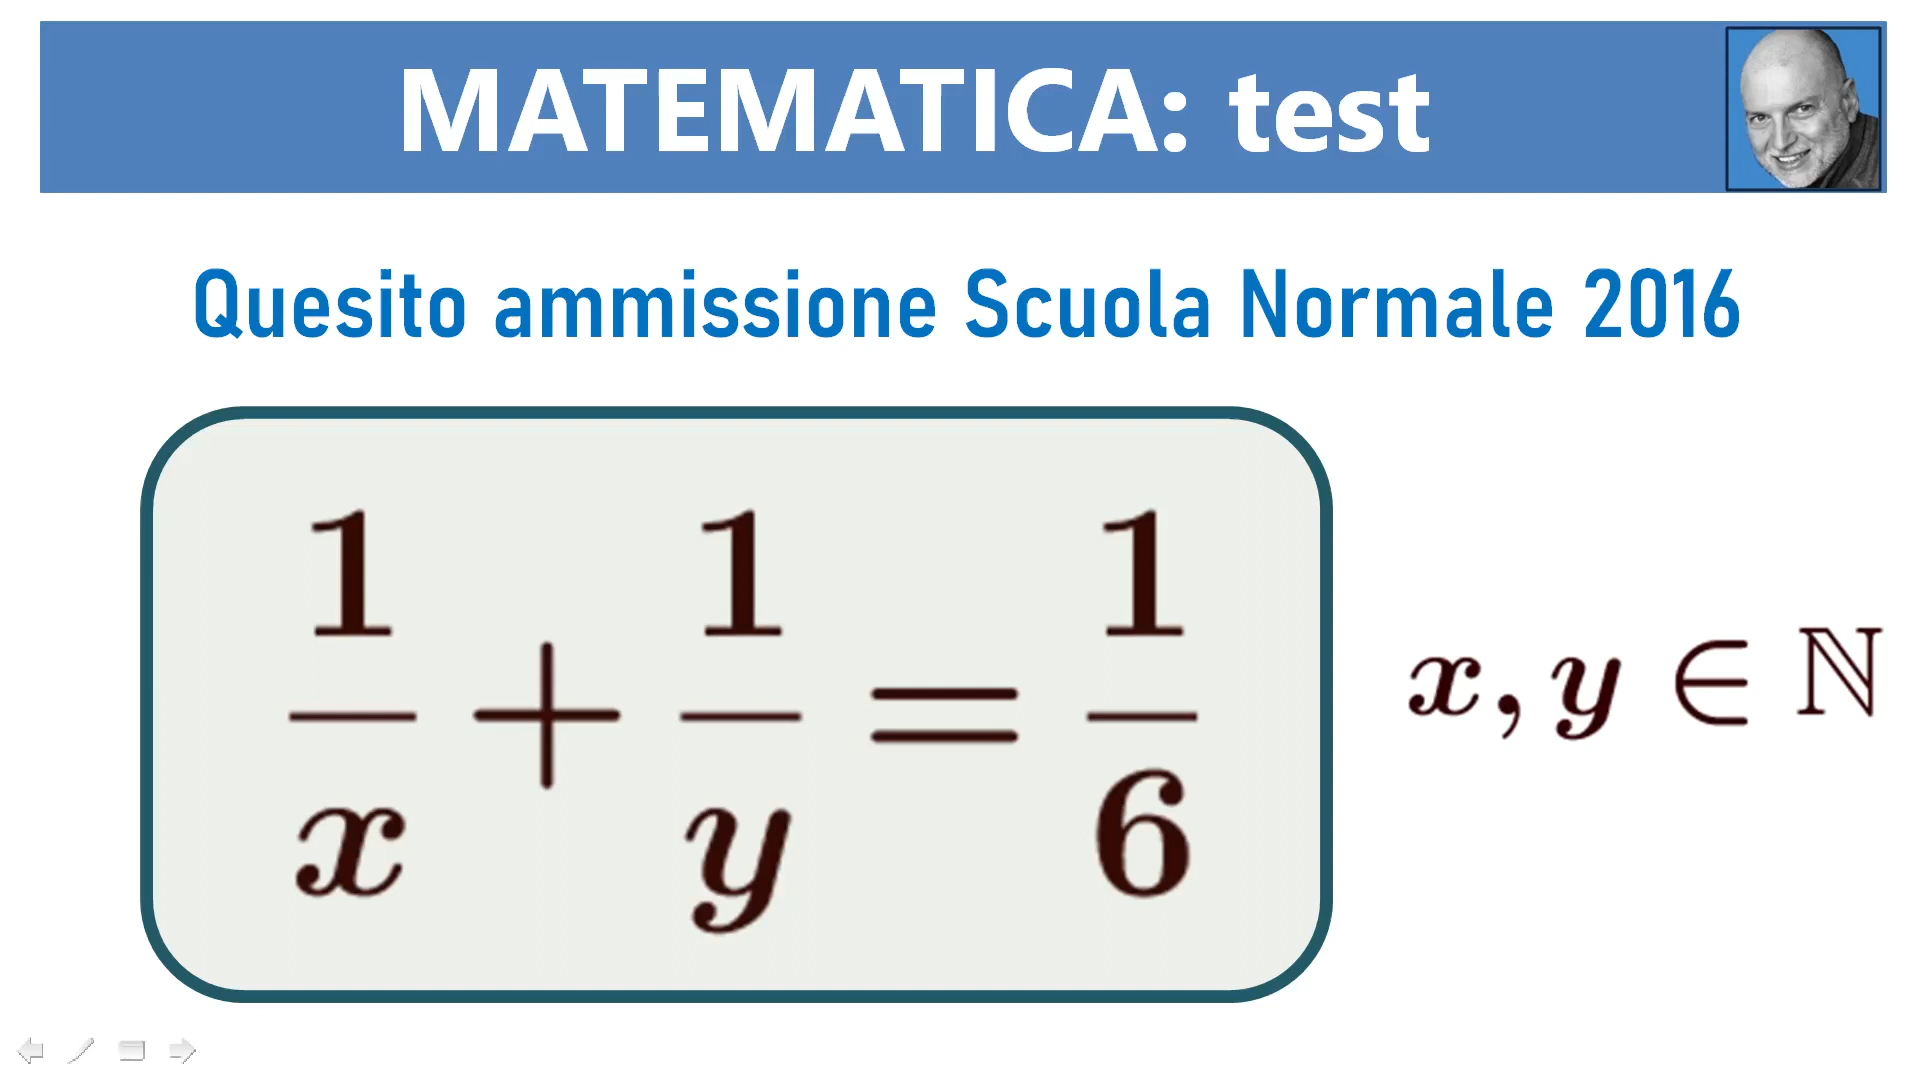 MATEMATICA: test
Quesito ammissione Scuola Normale 2016
1/x + 1/y = 1/6
x, y ∈ ℕ